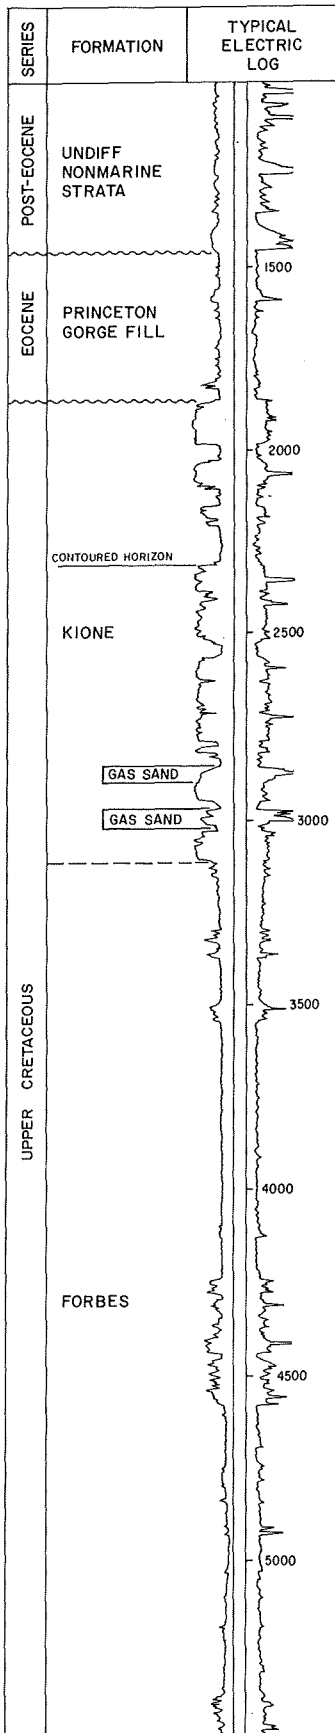 SERIES
FORMATION
TYPICAL
ELECTRIC
LOG
POST-EOCENE
UNDIFF
NONMARINE
STRATA
1500
EOCENE
PRINCETON
GORGE FILL
2000
CONTOURED HORIZON
KIONE
2500
GAS SAND
GAS SAND
3000
UPPER CRETACEOUS
3500
4000
FORBES
4500
5000